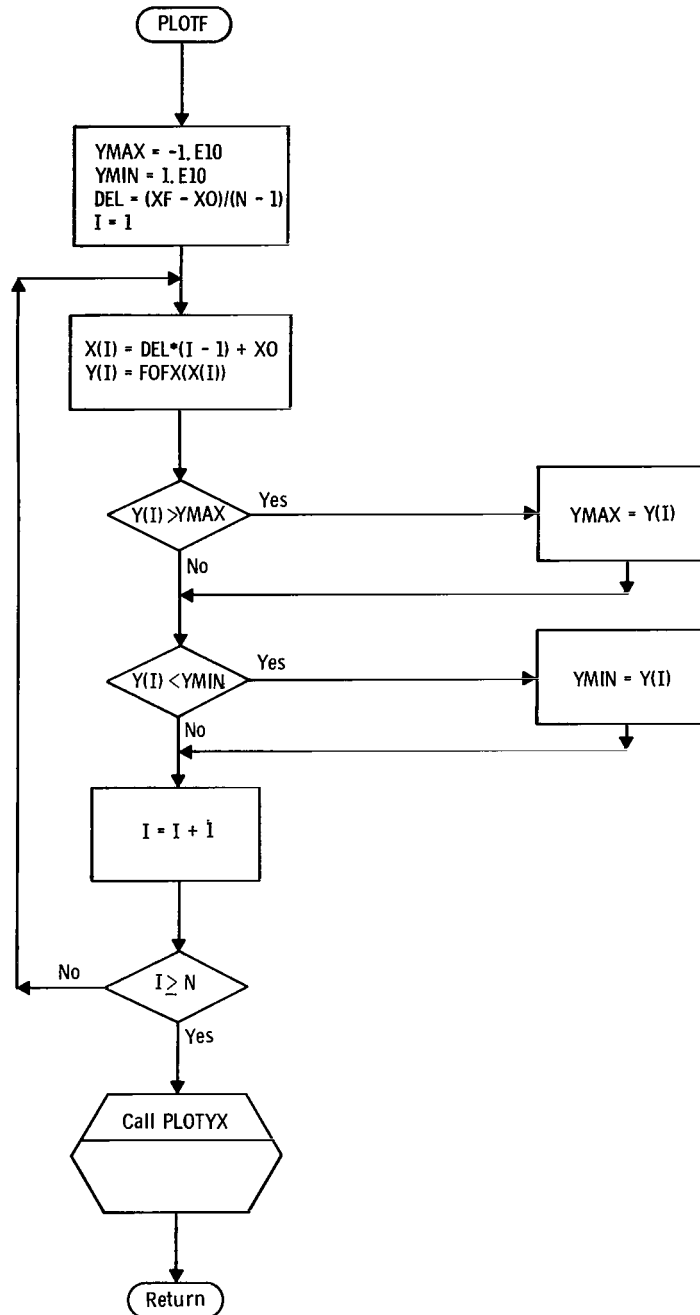 PLOTF
YMAX = -1.E10
YMIN = 1.E10
DEL = (XF - XO)/(N - 1)
I = 1
X(I) = DEL*(I - 1) + XO
Y(I) = FOFX(X(I))
Y(I) >YMAX
Yes
YMAX = Y(I)
No
Y(I) <YMIN
Yes
YMIN = Y(I)
No
I = I + 1
I ≥ N
No
Yes
Call PLOTYX
Return